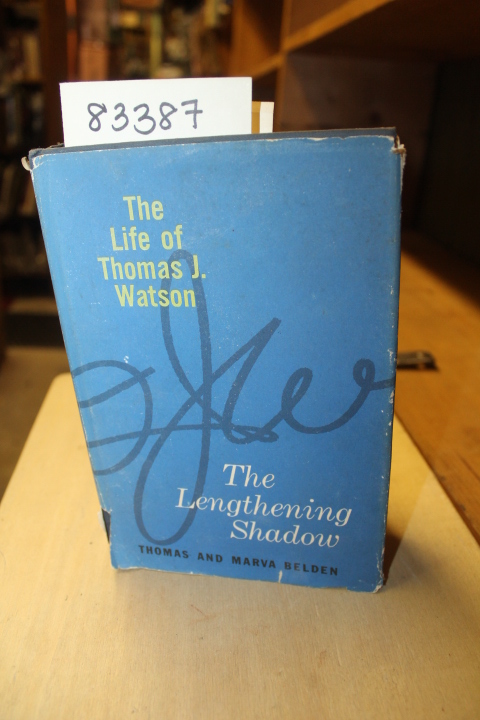 83387
The
Life of
Thomas J.
Watson
The
Lengthening
Shadow
THOMAS AND MARVA BELDEN